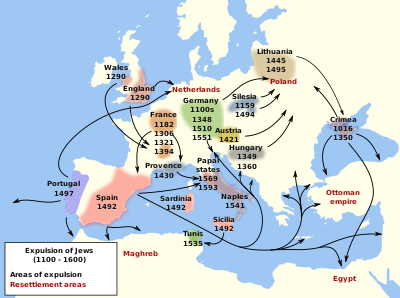 Lithuania
1445
1495
Wales
1290
England
1290
Netherlands
Poland
Germany
1100s
1348
1510
1551
Silesia
1159
1494
France
1182
1306
1321
1394
Austria
1421
Crimea
1016
1350
Hungary
1349
1360
Provence
1430
Papal
states
1569
1593
Portugal
1497
Spain
1492
Sardinia
1492
Naples
1541
Ottoman
empire
Sicilia
1492
Tunis
1535
Maghreb
Egypt
Expulsion of Jews
(1100 - 1600)
Areas of expulsion
Resettlement areas